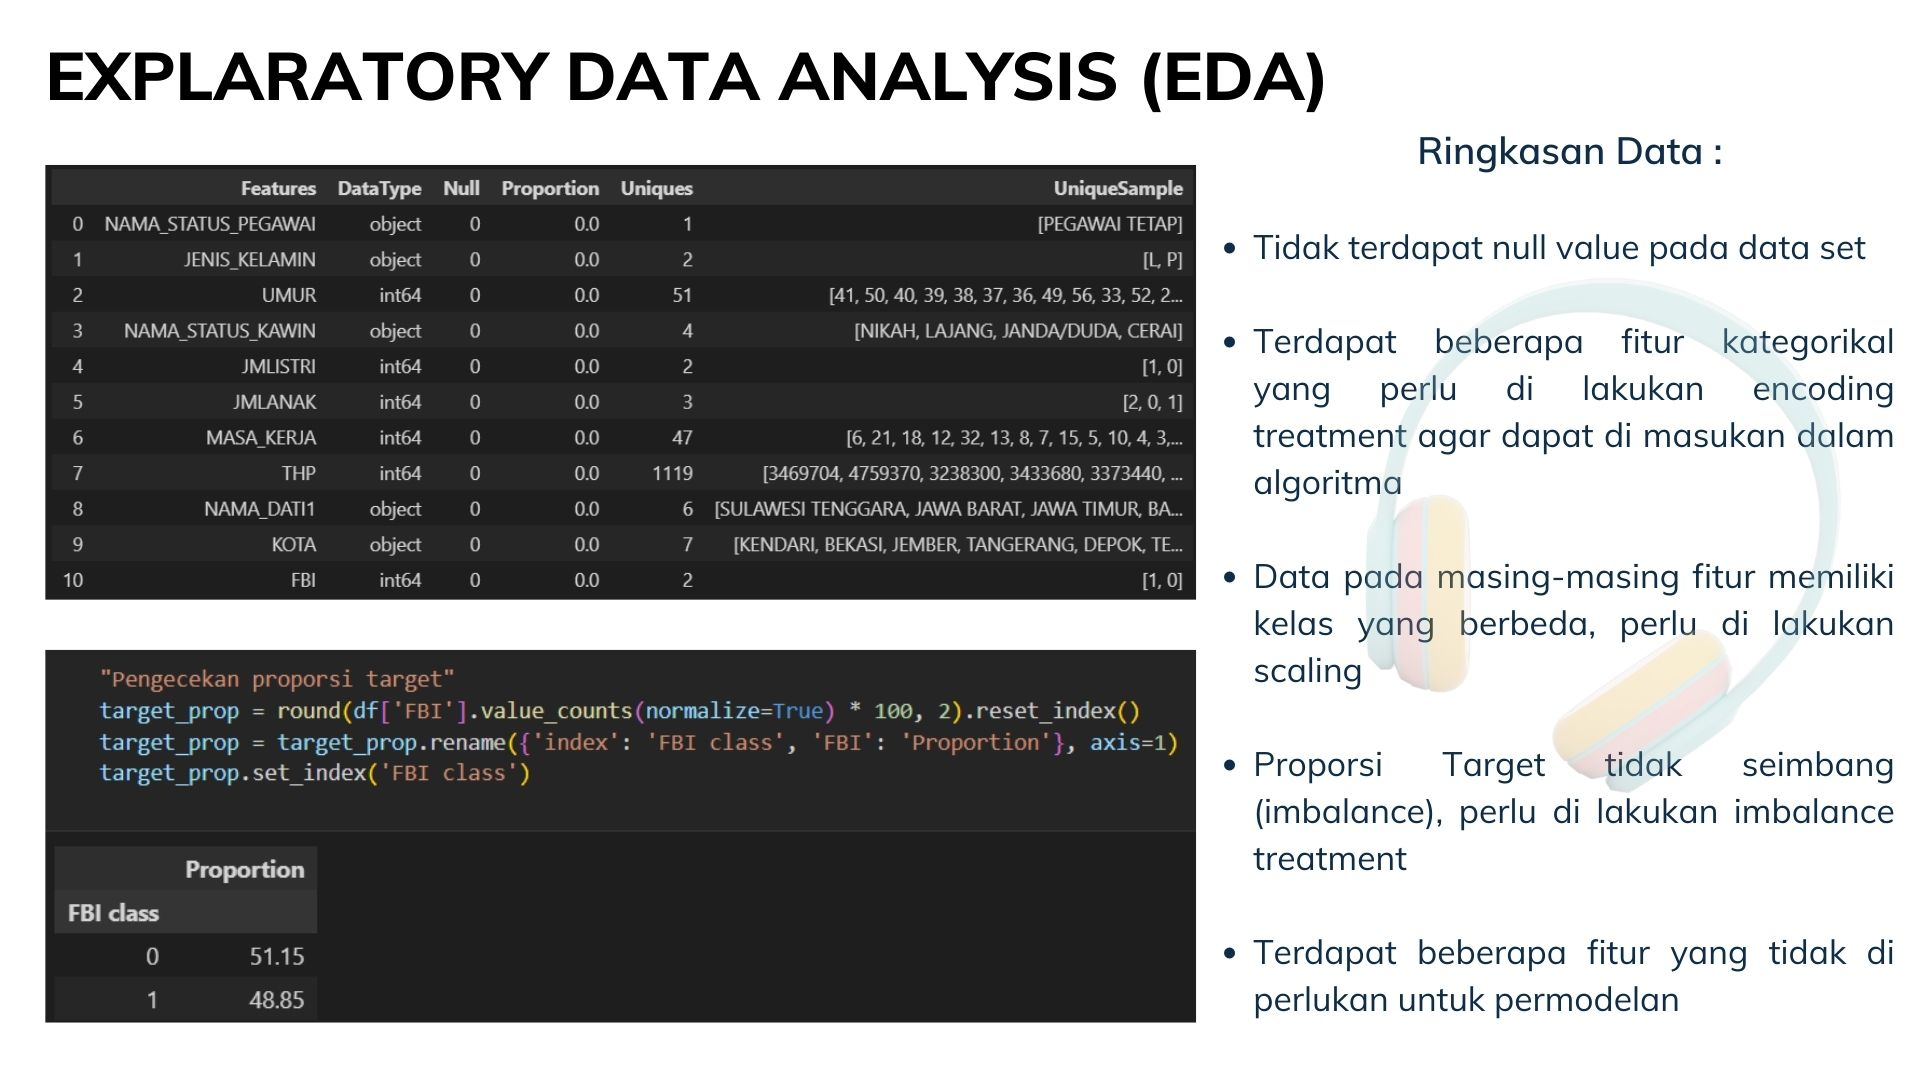 EXPLARATORY DATA ANALYSIS (EDA)
Features DataType Null Proportion Uniques UniqueSample
0 NAMA_STATUS_PEGAWAI object 0 0.0 1 [PEGAWAI TETAP]
1 JENIS_KELAMIN object 0 0.0 2 [L, P]
2 UMUR int64 0 0.0 51 [41, 50, 40, 39, 38, 37, 36, 49, 56, 33, 52, 2...
3 NAMA_STATUS_KAWIN object 0 0.0 4 [NIKAH, LAJANG, JANDA/DUDA, CERAI]
4 JMLISTRI int64 0 0.0 2 [1, 0]
5 JMLANAK int64 0 0.0 3 [2, 0, 1]
6 MASA_KERJA int64 0 0.0 47 [6, 21, 18, 12, 32, 13, 8, 7, 15, 5, 10, 4, 3,...
7 THP int64 0 0.0 1119 [3469704, 4759370, 3238300, 3433680, 3373440, ...
8 NAMA_DATI1 object 0 0.0 6 [SULAWESI TENGGARA, JAWA BARAT, JAWA TIMUR, BA...
9 KOTA object 0 0.0 7 [KENDARI, BEKASI, JEMBER, TANGERANG, DEPOK, TE...
10 FBI int64 0 0.0 2 [1, 0]
"Pengecekan proporsi target"
target_prop = round(df['FBI'].value_counts(normalize=True) * 100, 2).reset_index()
target_prop = target_prop.rename({'index': 'FBI class', 'FBI': 'Proportion'}, axis=1)
target_prop.set_index('FBI class')
Proportion
FBI class
0 51.15
1 48.85
Ringkasan Data :
• Tidak terdapat null value pada data set
• Terdapat beberapa fitur kategorikal
yang perlu di lakukan encoding
treatment agar dapat di masukan dalam
algoritma
• Data pada masing-masing fitur memiliki
kelas yang berbeda, perlu di lakukan
scaling
• Proporsi Target tidak seimbang
(imbalance), perlu di lakukan imbalance
treatment
• Terdapat beberapa fitur yang tidak di
perlukan untuk permodelan